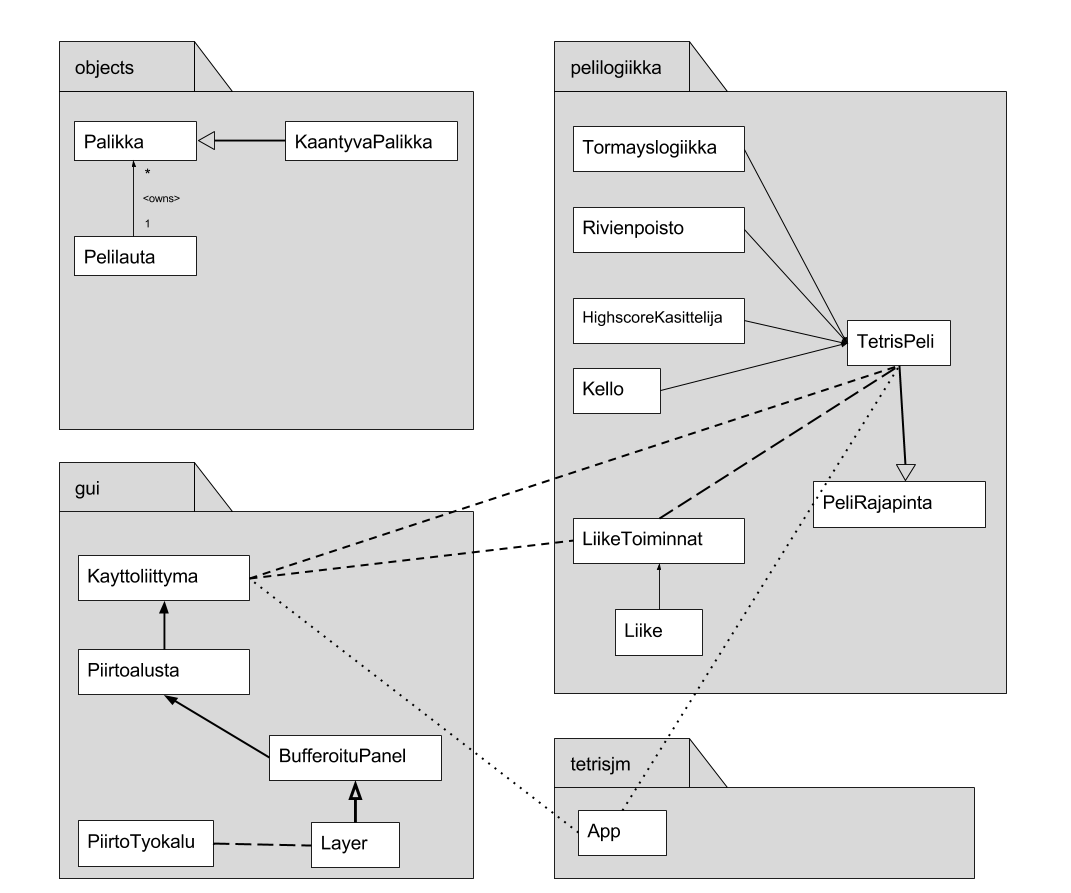 objects
Palikka
KaantyvaPalikka
*
<owns>
1
Pelilauta
pelilogiikka
Tormayslogiikka
Rivienpoisto
HighscoreKasittelija
TetrisPeli
Kello
PeliRajapinta
LiikeToiminnat
Liike
gui
Kayttoliittyma
Piirtoalusta
BufferoituPanel
PiirtoTyokalu
Layer
tetrisjm
App